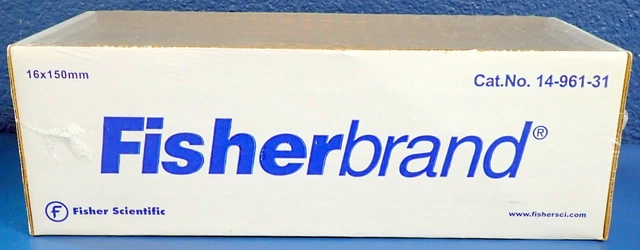 16x150mm
Cat.No. 14-961-31
Fisherbrand®
F Fisher Scientific
www.fishersci.com